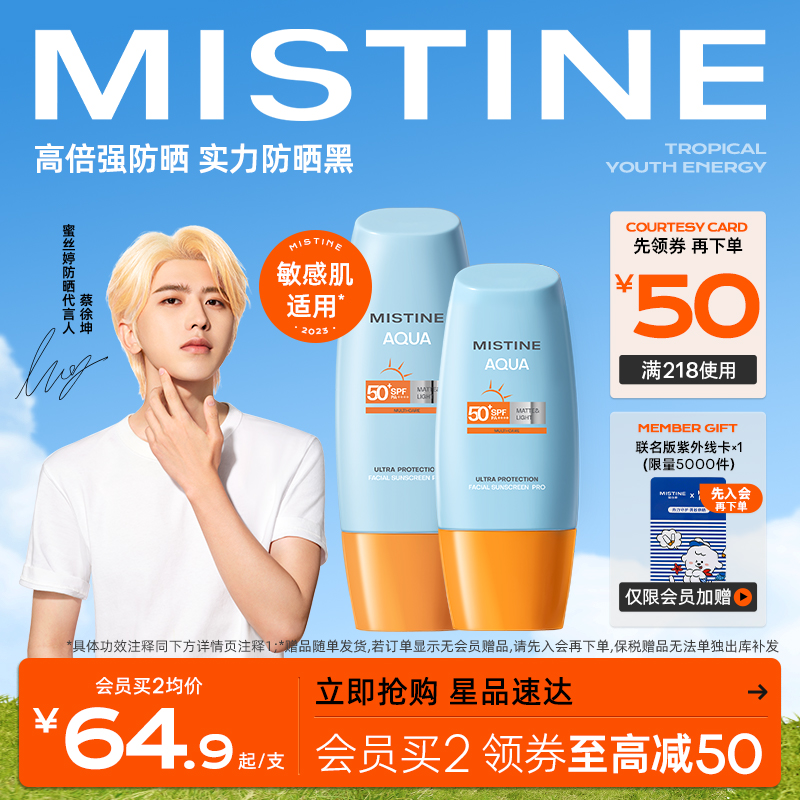 MISTINE
高倍强防晒 实力防晒黑
TROPICAL
YOUTH ENERGY
蜜丝婷防晒代言人
蔡徐坤
MISTINE
敏感肌
适用*
·2023·
MISTINE
AQUA
50+ SPF
PA++++
MATTE&
LIGHT
MULTI-CARE
ULTRA PROTECTION
FACIAL SUNSCREEN P
MISTINE
AQUA
50+ SPF
PA++++
MATTE&
LIGHT
MULTI-CARE
ULTRA PROTECTION
FACIAL SUNSCREEN PRO
COURTESY CARD
先领券 再下单
¥50
满218使用
MEMBER GIFT
联名版紫外线卡×1
(限量5000件)
MISTINE ×
先入会
再下单
仅限会员加赠
*具体功效注释同下方详情页注释1;*赠品随单发货,若订单显示无会员赠品,请先入会再下单,保税赠品无法单独出库补发
会员买2均价
¥64.9起/支
立即抢购 星品速达
会员买2 领券至高减50